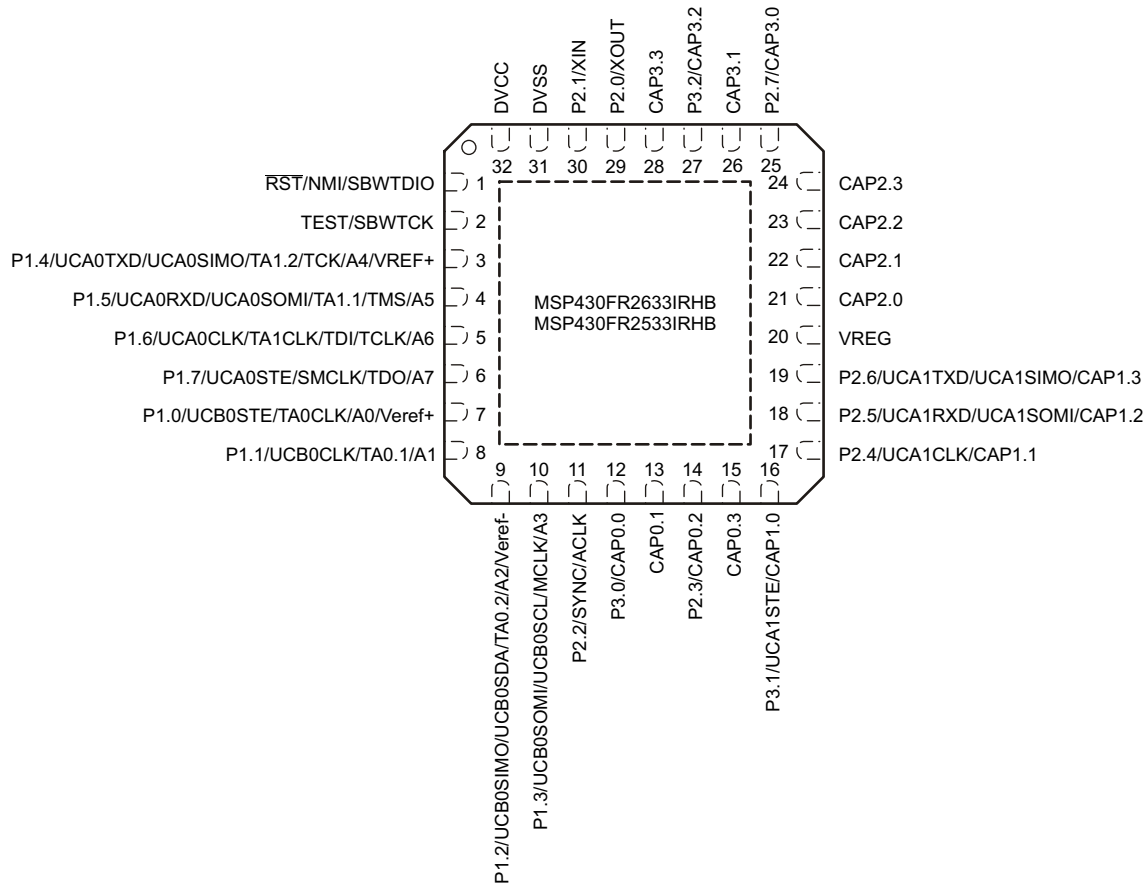 DVCC
DVSS
P2.1/XIN
P2.0/XOUT
CAP3.3
P3.2/CAP3.2
CAP3.1
P2.7/CAP3.0
32
31
30
29
28
27
26
25
RST/NMI/SBWTDIO 1
TEST/SBWTCK 2
P1.4/UCA0TXD/UCA0SIMO/TA1.2/TCK/A4/VREF+ 3
P1.5/UCA0RXD/UCA0SOMI/TA1.1/TMS/A5 4
P1.6/UCA0CLK/TA1CLK/TDI/TCLK/A6 5
P1.7/UCA0STE/SMCLK/TDO/A7 6
P1.0/UCB0STE/TA0CLK/A0/Veref+ 7
P1.1/UCB0CLK/TA0.1/A1 8
MSP430FR2633IRHB
MSP430FR2533IRHB
24 CAP2.3
23 CAP2.2
22 CAP2.1
21 CAP2.0
20 VREG
19 P2.6/UCA1TXD/UCA1SIMO/CAP1.3
18 P2.5/UCA1RXD/UCA1SOMI/CAP1.2
17 P2.4/UCA1CLK/CAP1.1
9
10
11
12
13
14
15
16
P1.2/UCB0SIMO/UCB0SDA/TA0.2/A2/Veref-
P1.3/UCB0SOMI/UCB0SCL/MCLK/A3
P2.2/SYNC/ACLK
P3.0/CAP0.0
CAP0.1
P2.3/CAP0.2
CAP0.3
P3.1/UCA1STE/CAP1.0